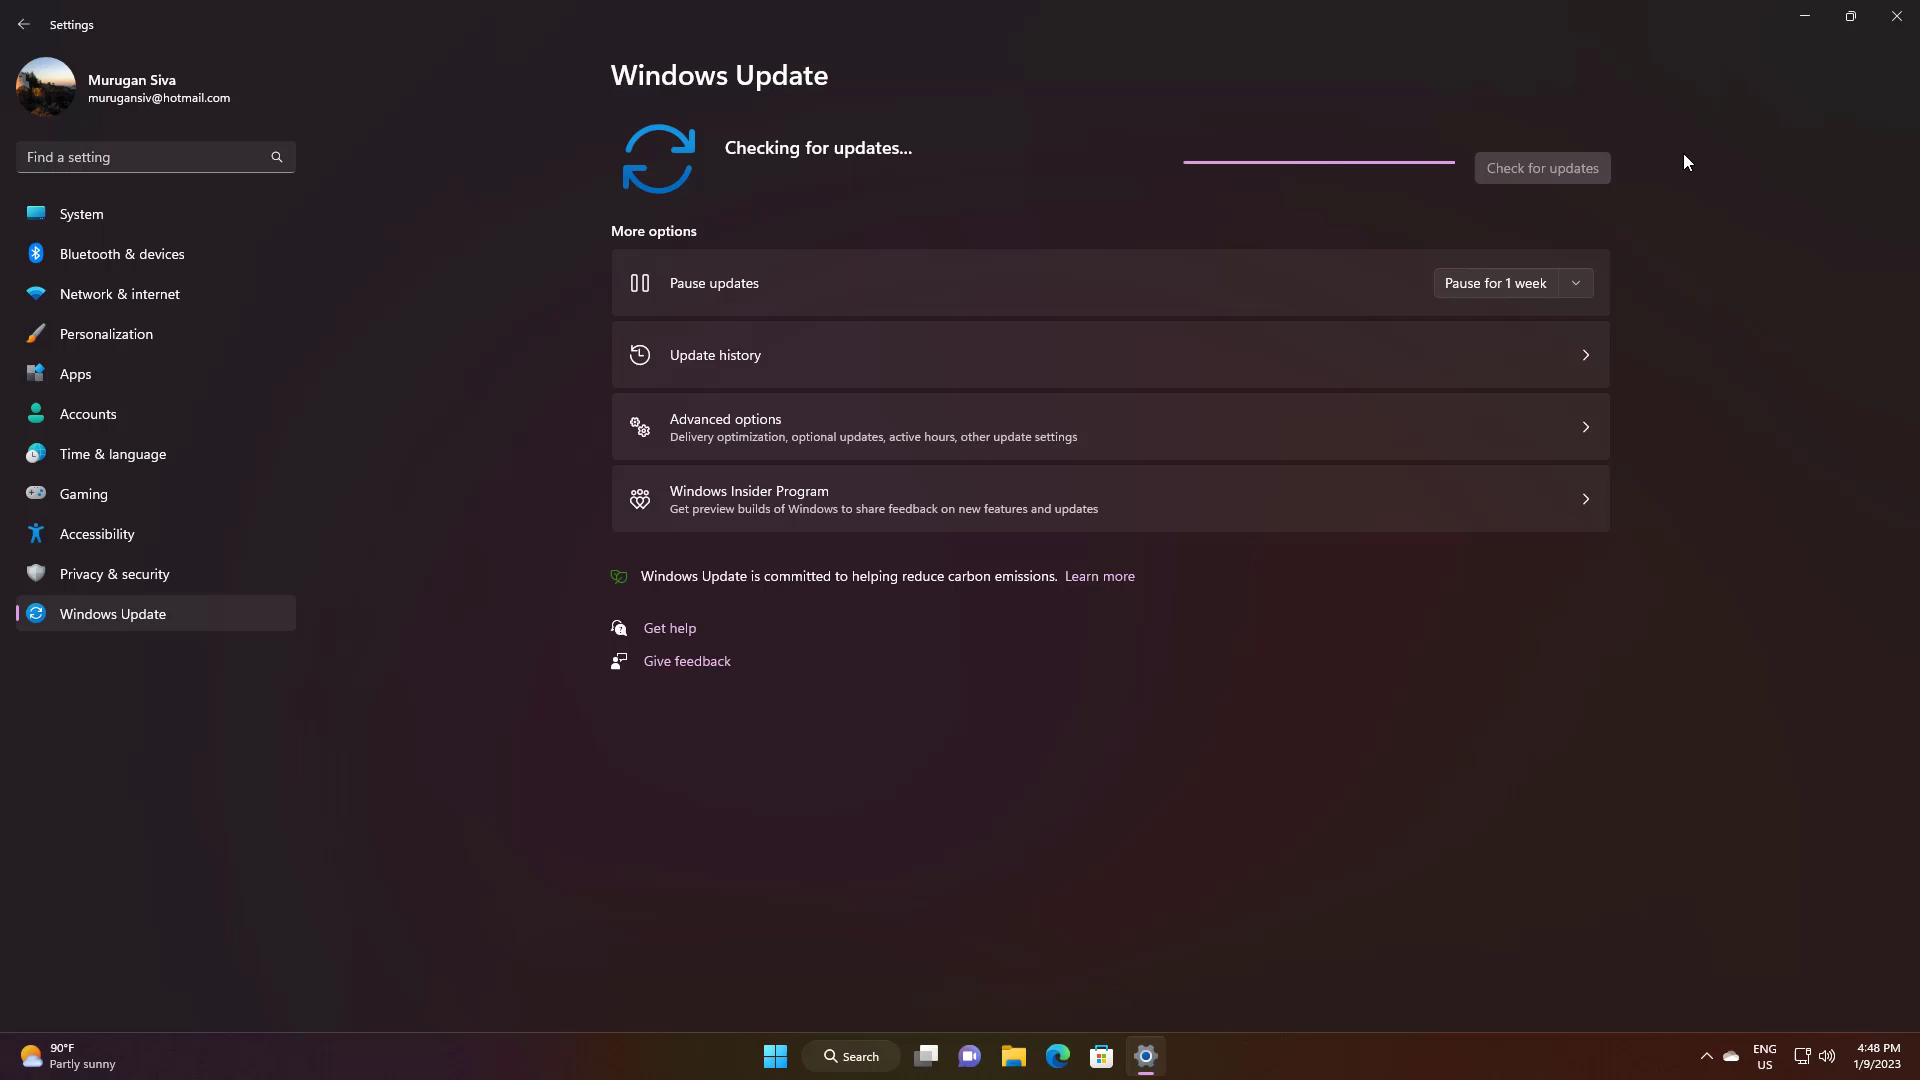 Settings
Murugan Siva
murugansiv@hotmail.com
Find a setting
System
Bluetooth & devices
Network & internet
Personalization
Apps
Accounts
Time & language
Gaming
Accessibility
Privacy & security
Windows Update
Windows Update
Checking for updates...
Check for updates
More options
Pause updates
Pause for 1 week
Update history
Advanced options
Delivery optimization, optional updates, active hours, other update settings
Windows Insider Program
Get preview builds of Windows to share feedback on new features and updates
Windows Update is committed to helping reduce carbon emissions. Learn more
Get help
Give feedback
90°F
Partly sunny
Search
ENG
US
4:48 PM
1/9/2023